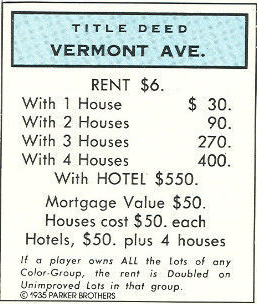 TITLE DEED
VERMONT AVE.
RENT $6.
With 1 House $ 30.
With 2 Houses 90.
With 3 Houses 270.
With 4 Houses 400.
With HOTEL $550.
Mortgage Value $50.
Houses cost $50. each
Hotels, $50. plus 4 houses
If a player owns ALL the Lots of any
Color-Group, the rent is Doubled on
Unimproved Lots in that group.
© 1935 PARKER BROTHERS